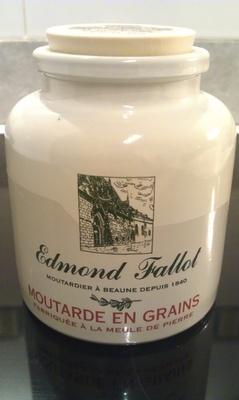 Edmond Fallot
MOUTARDIER À BEAUNE DEPUIS 1840
MOUTARDE EN GRAINS
FABRIQUÉE À LA MEULE DE PIERRE